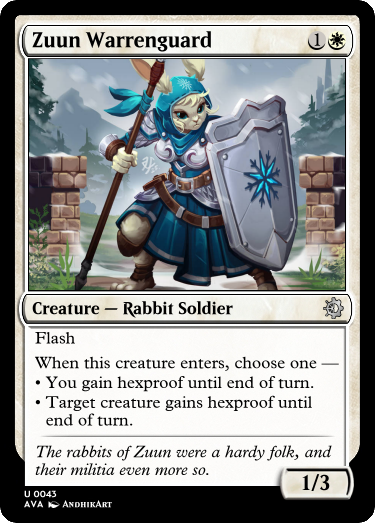 Zuun Warrenguard 1
Creature — Rabbit Soldier
Flash
When this creature enters, choose one —
• You gain hexproof until end of turn.
• Target creature gains hexproof until
end of turn.
The rabbits of Zuun were a hardy folk, and
their militia even more so.
1/3
U 0043
AVA AndhikArt